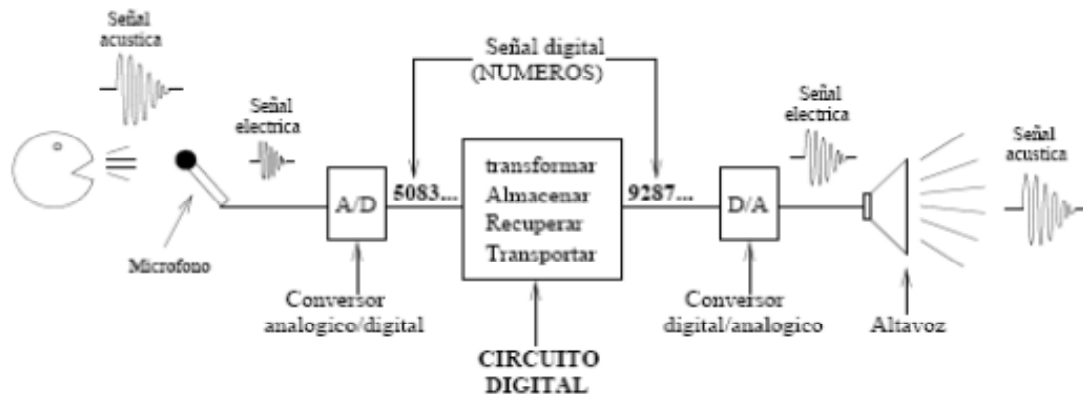 Señal
acustica
Señal
electrica
Microfono
A/D
Conversor
analogico/digital
5083...
Señal digital
(NUMEROS)
transformar
Almacenar
Recuperar
Transportar
CIRCUITO
DIGITAL
9287...
D/A
Conversor
digital/analogico
Señal
electrica
Altavoz
Señal
acustica